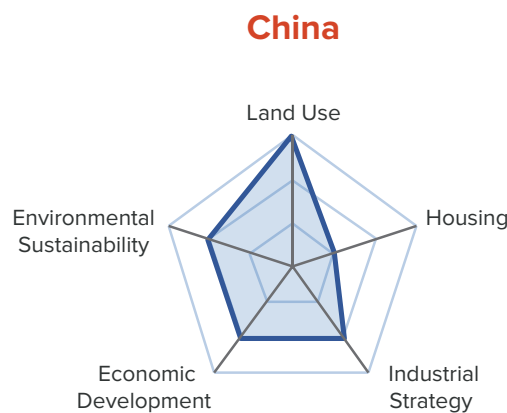 China
Land Use
Environmental
Sustainability
Housing
Economic
Development
Industrial
Strategy